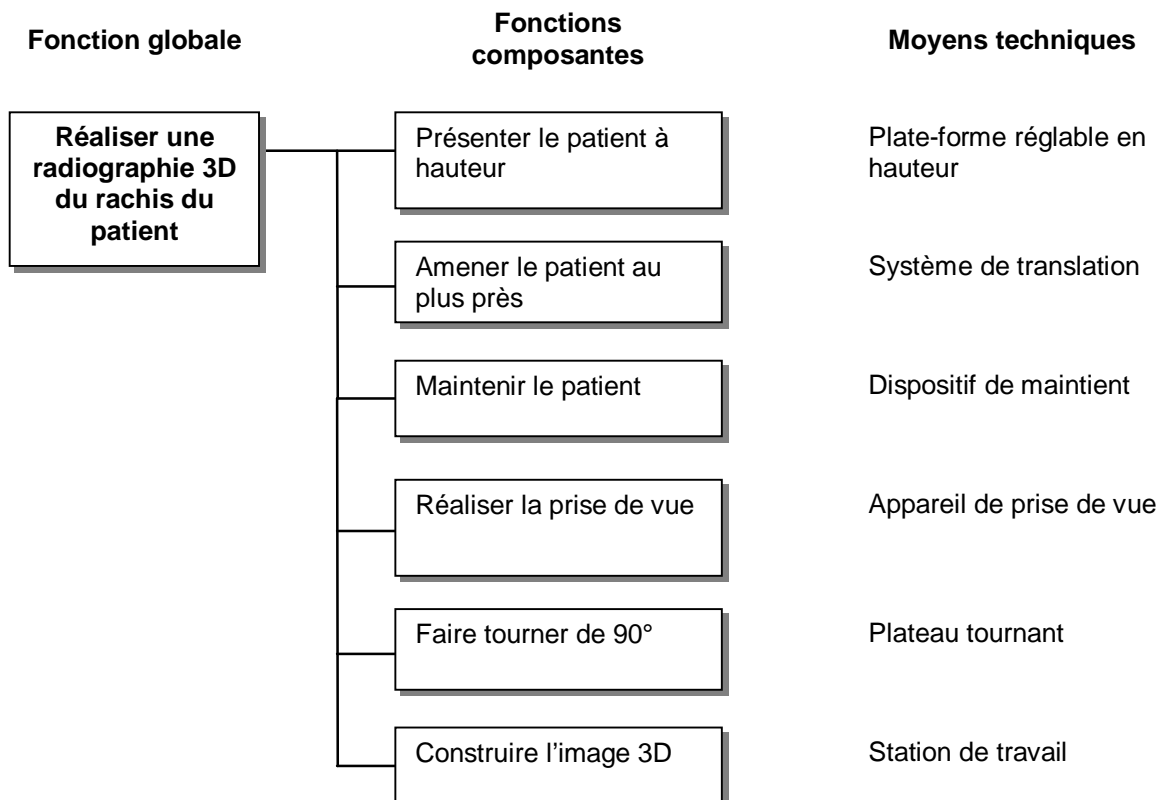 Fonction globale
Fonctions
composantes
Moyens techniques
Réaliser une
radiographie 3D
du rachis du
patient
Présenter le patient à
hauteur
Plate-forme réglable en
hauteur
Amener le patient au
plus près
Système de translation
Maintenir le patient
Dispositif de maintient
Réaliser la prise de vue
Appareil de prise de vue
Faire tourner de 90°
Plateau tournant
Construire l’image 3D
Station de travail